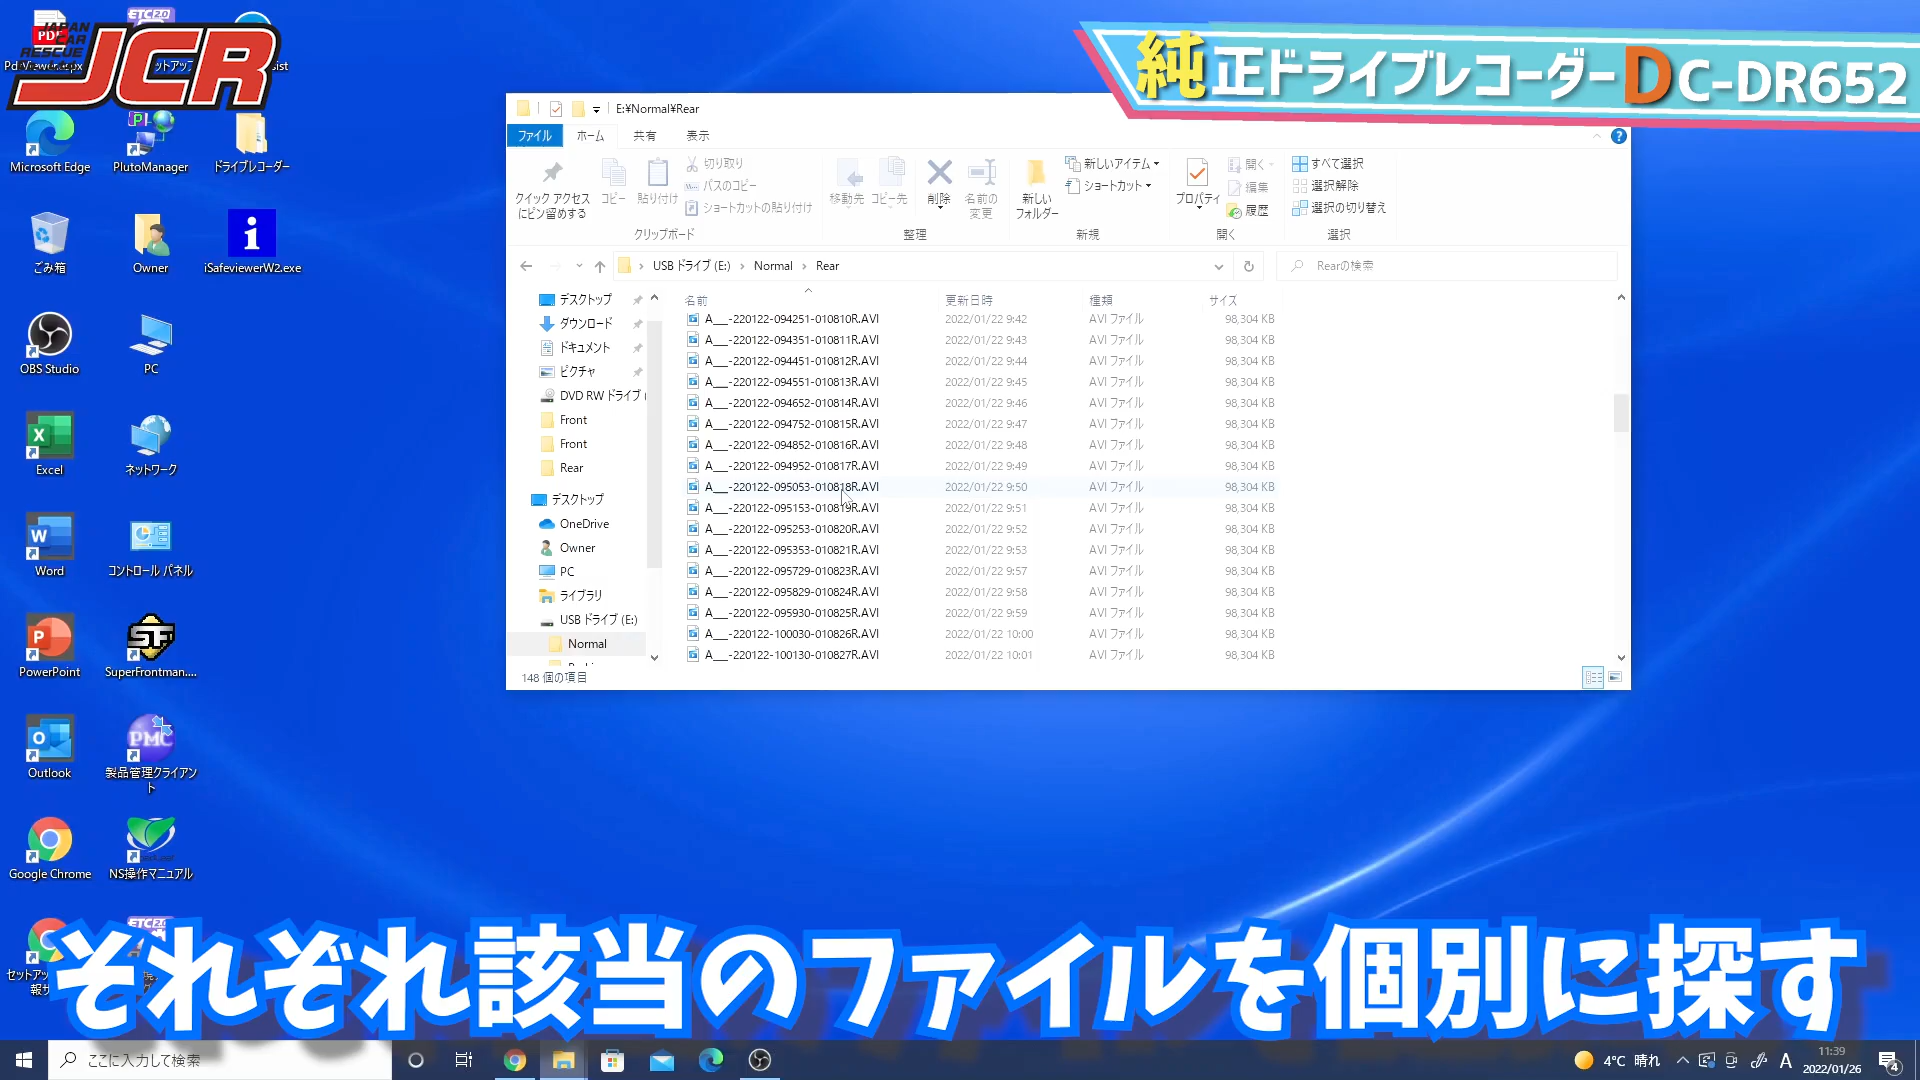 JAPAN CAR RESCUE
JCR
純正ドライブレコーダーDC-DR652
Microsoft Edge
PlutoManager
ドライブレコーダー
ごみ箱
Owner
iSafeviewerW2.exe
OBS Studio
PC
Excel
ネットワーク
Word
コントロール パネル
PowerPoint
SuperFrontman....
Outlook
製品管理クライアント
Google Chrome
NS操作マニュアル
E:¥Normal¥Rear
ファイル ホーム 共有 表示
クイック アクセスにピン留めする
コピー
貼り付け
切り取り
パスのコピー
ショートカットの貼り付け
クリップボード
移動先
コピー先
削除
名前の変更
整理
新しいフォルダー
新しいアイテム
ショートカット
新規
プロパティ
開く
編集
履歴
開く
すべて選択
選択解除
選択の切り替え
選択
USB ドライブ (E:) › Normal › Rear
Rearの検索
デスクトップ
ダウンロード
ドキュメント
ピクチャ
DVD RW ドライブ
Front
Front
Rear
デスクトップ
OneDrive
Owner
PC
ライブラリ
USB ドライブ (E:)
Normal
名前 更新日時 種類 サイズ
A___-220122-094251-010810R.AVI 2022/01/22 9:42 AVI ファイル 98,304 KB
A___-220122-094351-010811R.AVI 2022/01/22 9:43 AVI ファイル 98,304 KB
A___-220122-094451-010812R.AVI 2022/01/22 9:44 AVI ファイル 98,304 KB
A___-220122-094551-010813R.AVI 2022/01/22 9:45 AVI ファイル 98,304 KB
A___-220122-094652-010814R.AVI 2022/01/22 9:46 AVI ファイル 98,304 KB
A___-220122-094752-010815R.AVI 2022/01/22 9:47 AVI ファイル 98,304 KB
A___-220122-094852-010816R.AVI 2022/01/22 9:48 AVI ファイル 98,304 KB
A___-220122-094952-010817R.AVI 2022/01/22 9:49 AVI ファイル 98,304 KB
A___-220122-095053-010818R.AVI 2022/01/22 9:50 AVI ファイル 98,304 KB
A___-220122-095153-010819R.AVI 2022/01/22 9:51 AVI ファイル 98,304 KB
A___-220122-095253-010820R.AVI 2022/01/22 9:52 AVI ファイル 98,304 KB
A___-220122-095353-010821R.AVI 2022/01/22 9:53 AVI ファイル 98,304 KB
A___-220122-095729-010823R.AVI 2022/01/22 9:57 AVI ファイル 98,304 KB
A___-220122-095829-010824R.AVI 2022/01/22 9:58 AVI ファイル 98,304 KB
A___-220122-095930-010825R.AVI 2022/01/22 9:59 AVI ファイル 98,304 KB
A___-220122-100030-010826R.AVI 2022/01/22 10:00 AVI ファイル 98,304 KB
A___-220122-100130-010827R.AVI 2022/01/22 10:01 AVI ファイル 98,304 KB
148 個の項目
それぞれ該当のファイルを個別に探す
ここに入力して検索
4°C 晴れ
A
11:39
2022/01/26
4